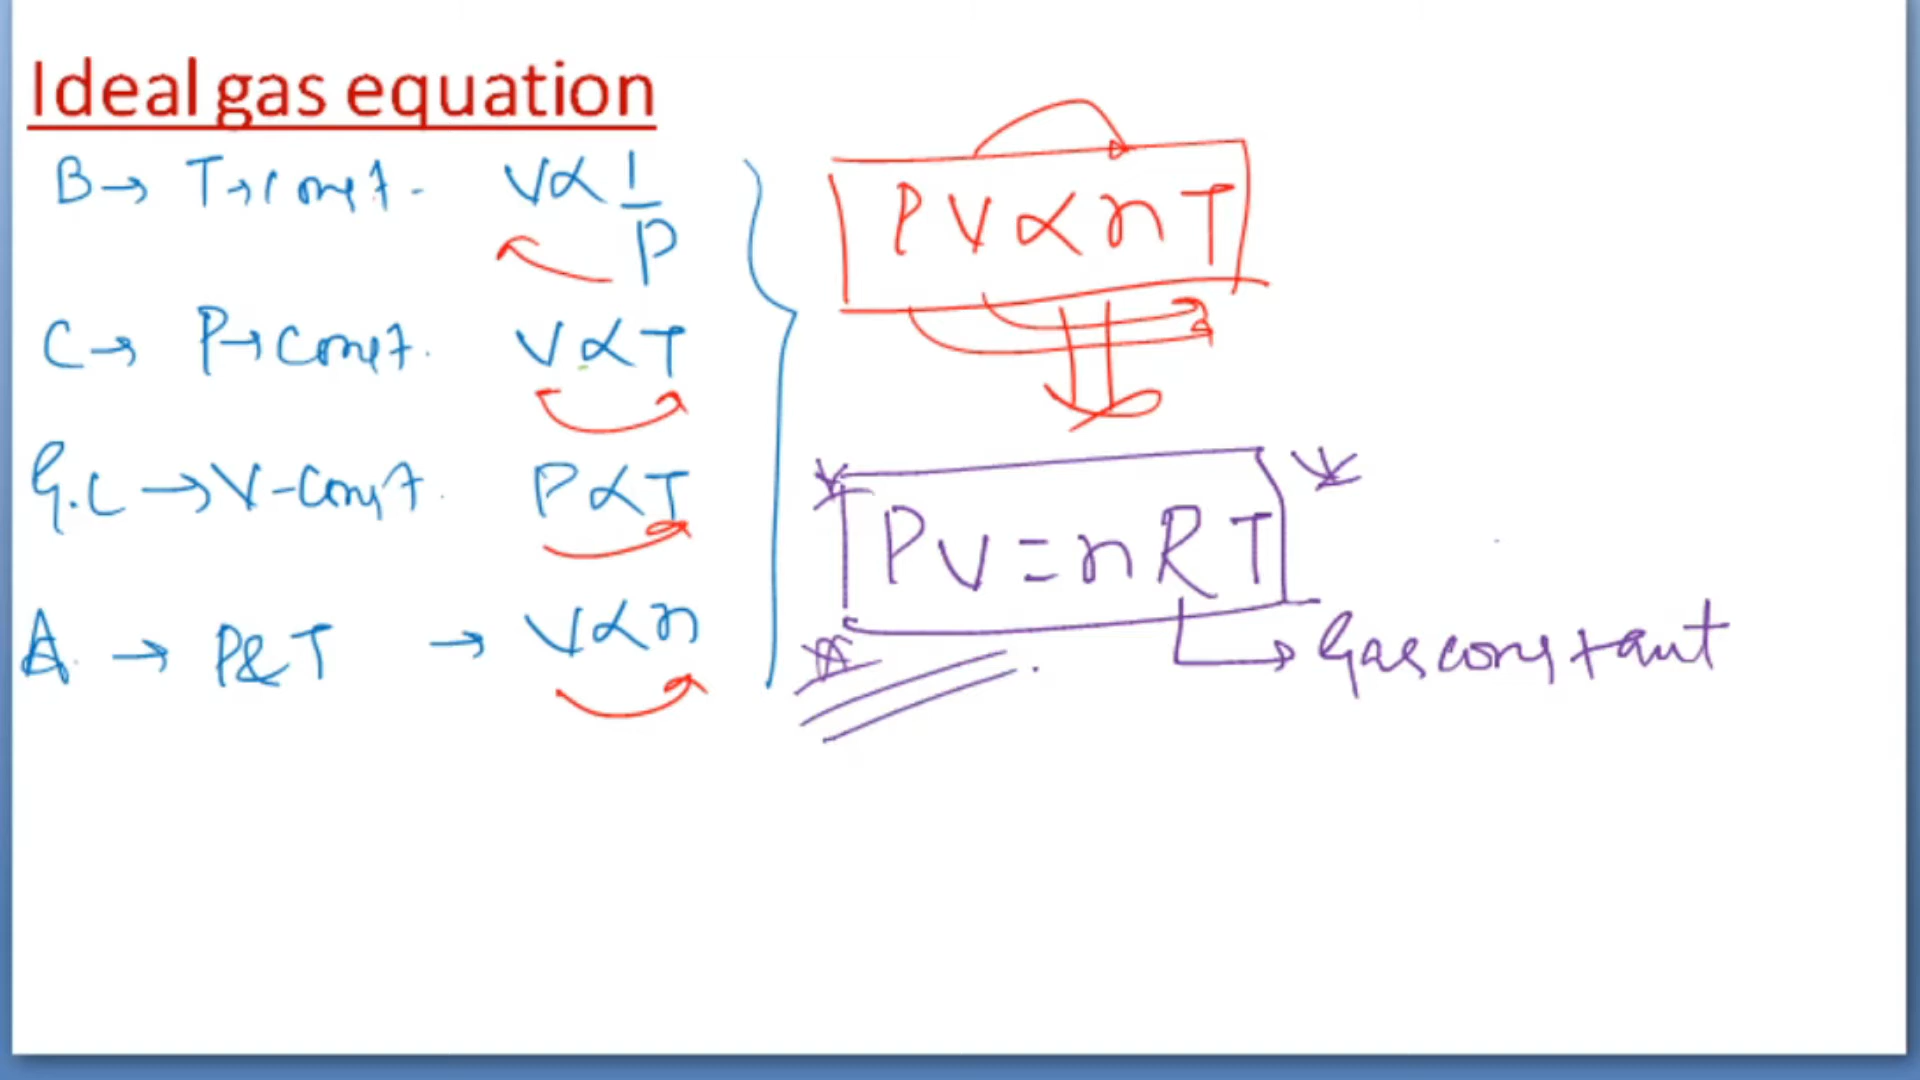 Ideal gas equation
B → T → const. V ∝ 1/P
C → P → const. V ∝ T
G.L → V - const. P ∝ T
A → P & T → V ∝ n
PV ∝ nT
PV = nRT
→ Gas constant